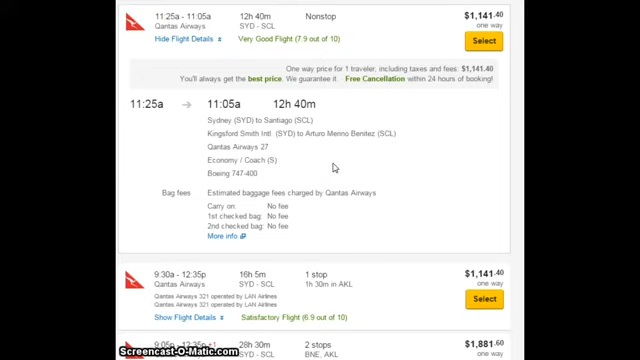 11:25a - 11:05a 12h 40m Nonstop $1,141.40
Qantas Airways SYD - SCL one way
Hide Flight Details Very Good Flight (7.9 out of 10) Select
One way price for 1 traveler, including taxes and fees: $1,141.40
You'll always get the best price. We guarantee it. Free Cancellation within 24 hours of booking!
11:25a → 11:05a 12h 40m
Sydney (SYD) to Santiago (SCL)
Kingsford Smith Intl. (SYD) to Arturo Merino Benitez (SCL)
Qantas Airways 27
Economy / Coach (S)
Boeing 747-400
Bag fees Estimated baggage fees charged by Qantas Airways
Carry on: No fee
1st checked bag: No fee
2nd checked bag: No fee
More info
9:30a - 12:35p 16h 5m 1 stop $1,141.40
Qantas Airways SYD - SCL 1h 30m in AKL one way
Qantas Airways 321 operated by LAN Airlines Select
Qantas Airways 321 operated by LAN Airlines
Show Flight Details Satisfactory Flight (6.9 out of 10)
9:05p - 12:35p +1 28h 30m 2 stops $1,881.60
SYD - SCL BNE, AKL one way
Screencast-O-Matic.com